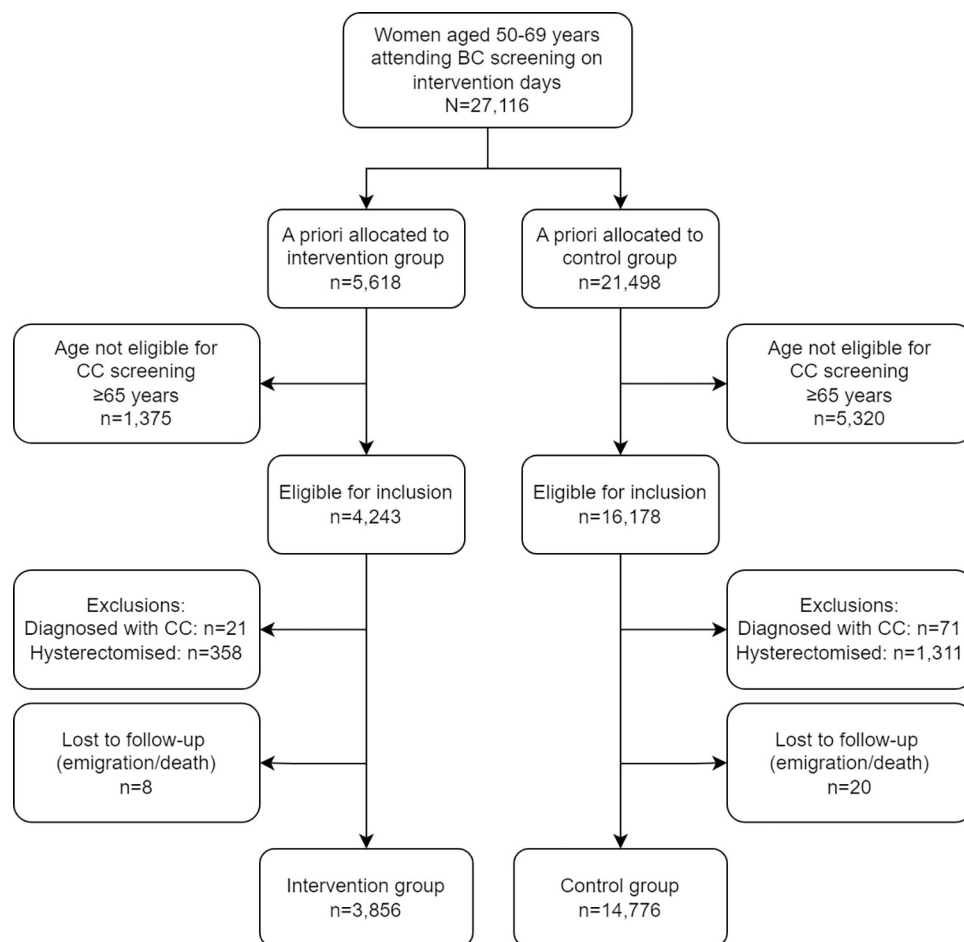 Women aged 50-69 years
attending BC screening on
intervention days
N=27,116
A priori allocated to
intervention group
n=5,618
A priori allocated to
control group
n=21,498
Age not eligible for
CC screening
≥65 years
n=1,375
Age not eligible for
CC screening
≥65 years
n=5,320
Eligible for inclusion
n=4,243
Eligible for inclusion
n=16,178
Exclusions:
Diagnosed with CC: n=21
Hysterectomised: n=358
Exclusions:
Diagnosed with CC: n=71
Hysterectomised: n=1,311
Lost to follow-up
(emigration/death)
n=8
Lost to follow-up
(emigration/death)
n=20
Intervention group
n=3,856
Control group
n=14,776